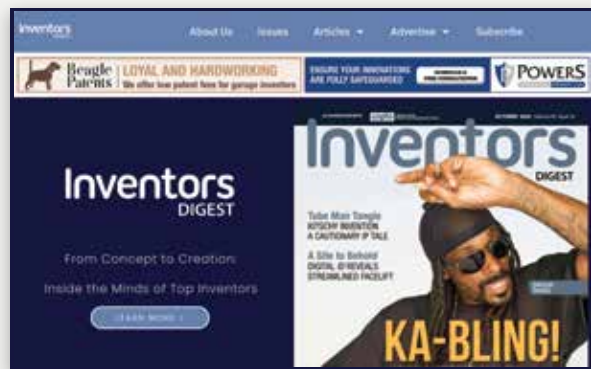 Inventors
DIGEST
About Us
Issues
Articles
Advertise
Subscribe
Beagle
Patents
LOYAL AND HARDWORKING
We offer low patent fees for garage inventors
ENSURE YOUR INNOVATIONS
ARE FULLY SAFEGUARDED
POWERS
Inventors
DIGEST
From Concept to Creation:
Inside the Minds of Top Inventors
LEARN MORE
Inventors
Tube Man Tangle
KITSCHY INVENTION
A CAUTIONARY IP TALE
A Site to Behold
DIGITAL ID REVEALS
STREAMLINED FACELIFT
KA-BLING!